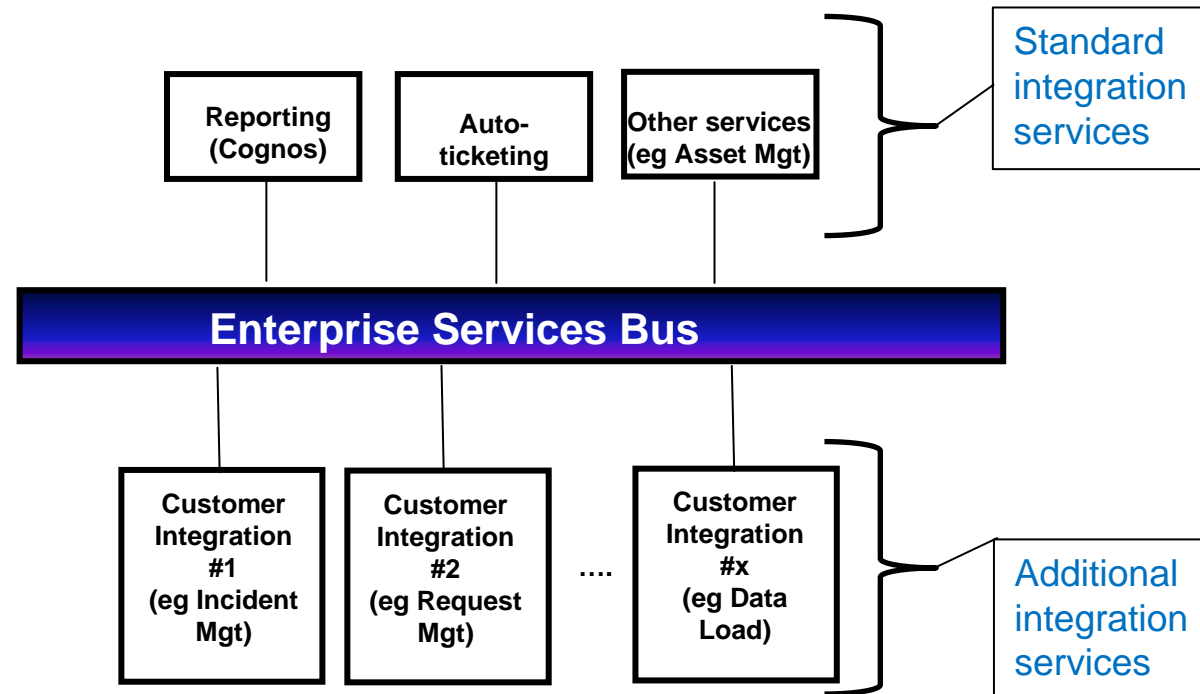 Standard
integration
services
Reporting
(Cognos)
Auto-
ticketing
Other services
(eg Asset Mgt)
Enterprise Services Bus
Customer
Integration
#1
(eg Incident
Mgt)
Customer
Integration
#2
(eg Request
Mgt)
....
Customer
Integration
#x
(eg Data
Load)
Additional
integration
services